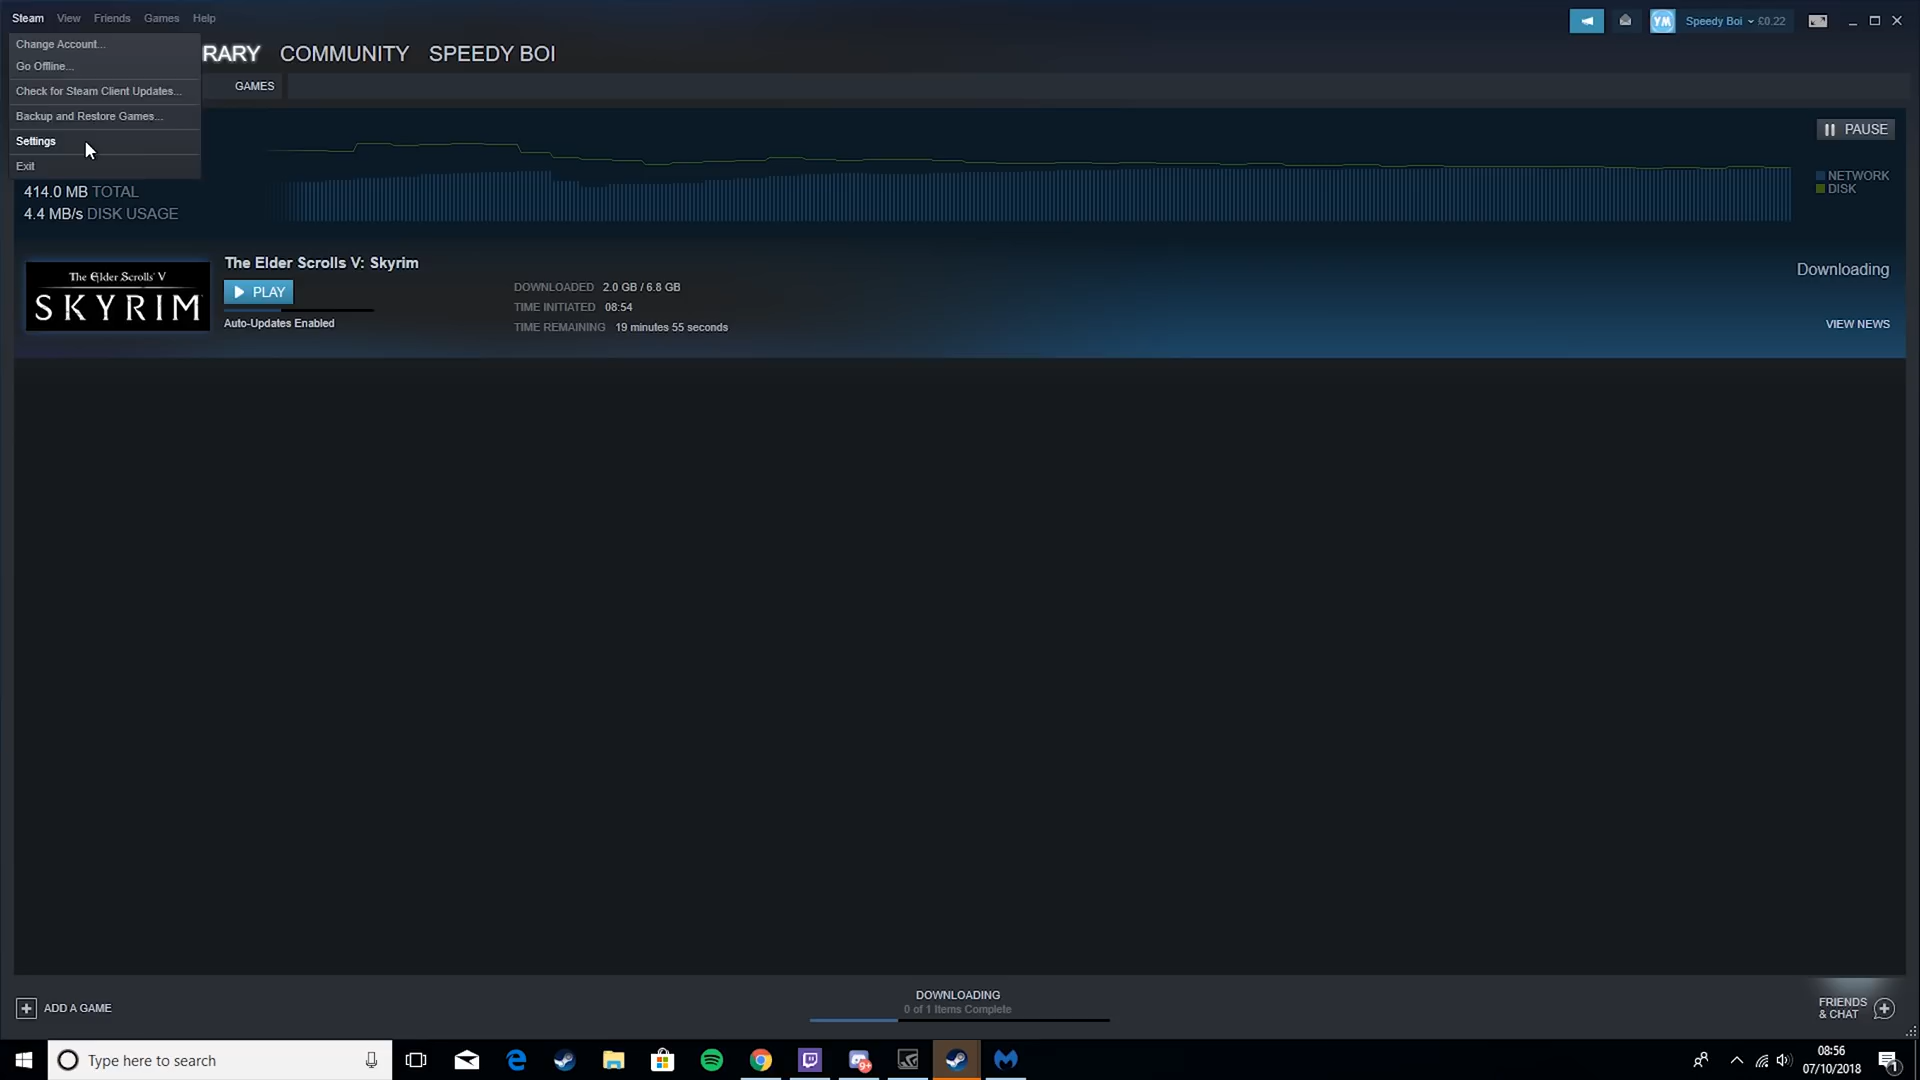 Steam View Friends Games Help
Speedy Boi £0.22
Change Account...
Go Offline...
Check for Steam Client Updates...
Backup and Restore Games...
Settings
Exit
RARY COMMUNITY SPEEDY BOI
GAMES
PAUSE
414.0 MB TOTAL
4.4 MB/s DISK USAGE
NETWORK
DISK
The Elder Scrolls V
SKYRIM
The Elder Scrolls V: Skyrim
PLAY
Auto-Updates Enabled
DOWNLOADED 2.0 GB / 6.8 GB
TIME INITIATED 08:54
TIME REMAINING 19 minutes 55 seconds
Downloading
VIEW NEWS
ADD A GAME
DOWNLOADING
0 of 1 Items Complete
FRIENDS
& CHAT
Type here to search
9+
08:56
07/10/2018
1